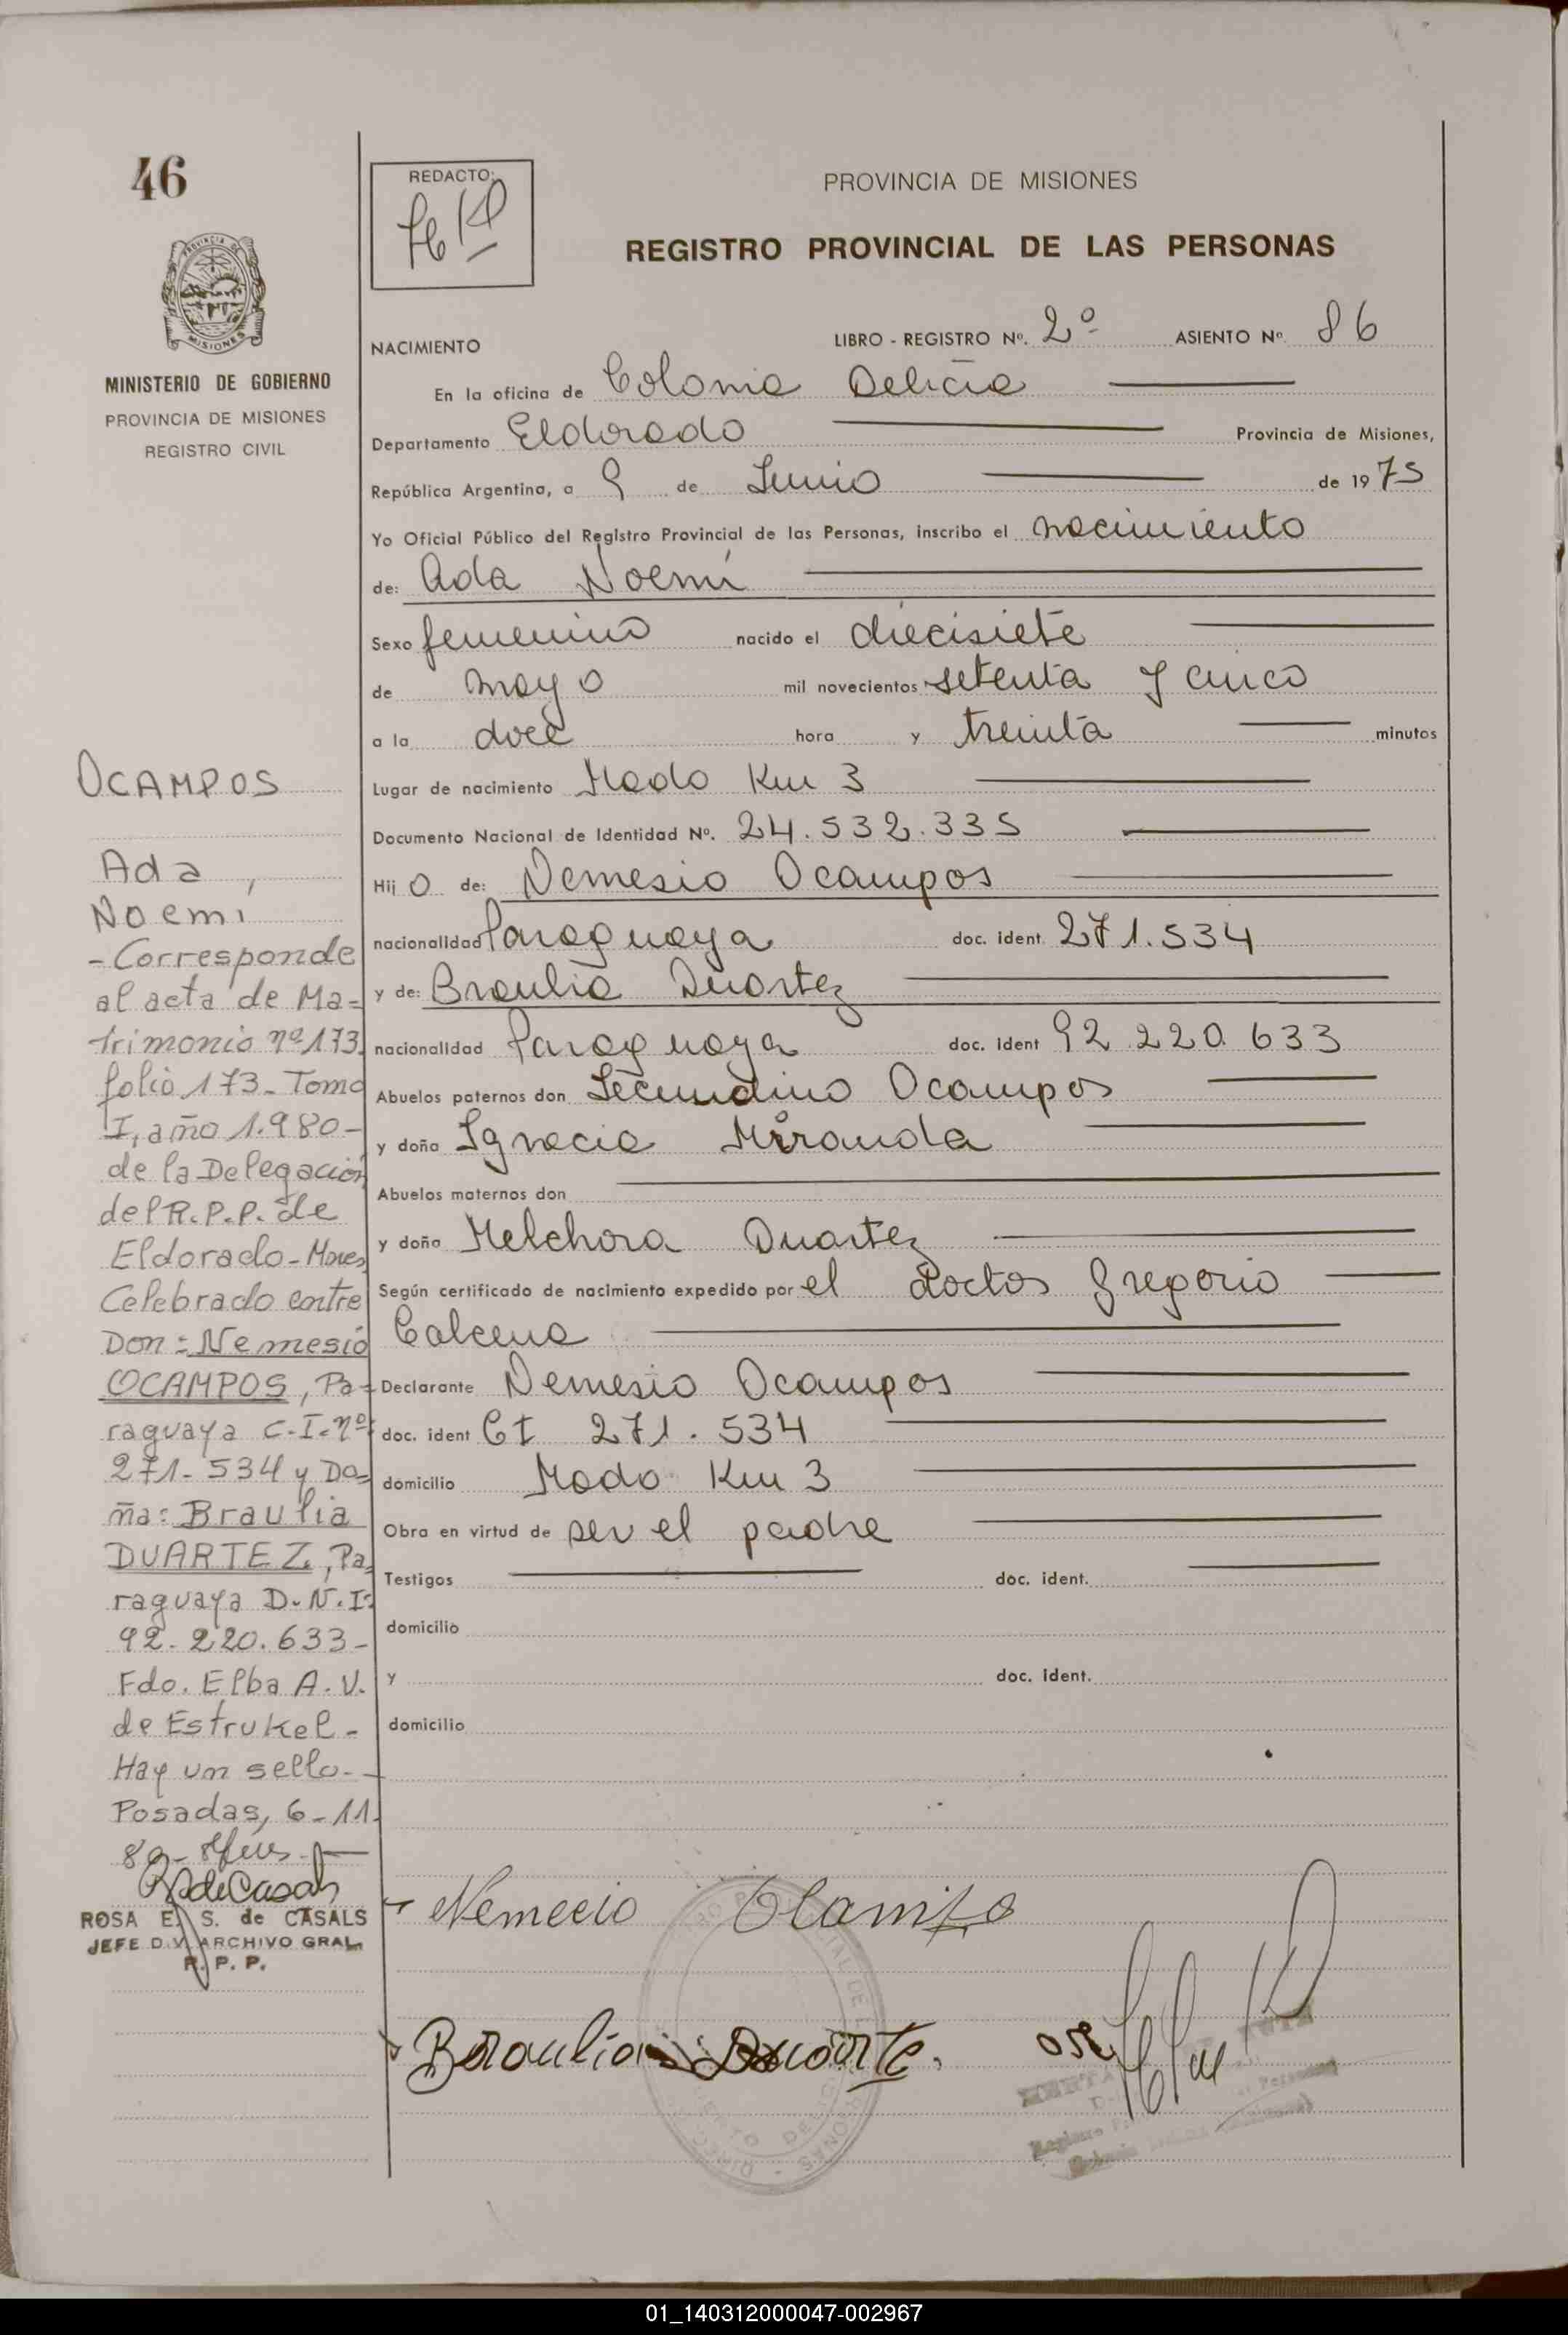 46
REDACTO:
PROVINCIA DE MISIONES
REGISTRO PROVINCIAL DE LAS PERSONAS
MISIONES
MINISTERIO DE GOBIERNO
PROVINCIA DE MISIONES
REGISTRO CIVIL
NACIMIENTO LIBRO - REGISTRO Nº. 2º ASIENTO Nº 86
En la oficina de Colonia Delicia
Departamento Eldorado Provincia de Misiones,
República Argentina, a 9 de Junio de 1975
Yo Oficial Público del Registro Provincial de las Personas, inscribo el nacimiento
de: Ada Noemí
Sexo femenino nacido el diecisiete
de mayo mil novecientos setenta y cinco
a la doce hora y treinta minutos
Lugar de nacimiento Mado Km 3
Documento Nacional de Identidad Nº. 24.532.335
Hij o de: Nemesio Ocampos
nacionalidad Paraguaya doc. ident. 271.534
y de: Braulia Duartez
nacionalidad Paraguaya doc. ident 92.220.633
Abuelos paternos don Secundino Ocampos
y doña Ignacia Miranda
Abuelos maternos don
y doña Melchora Duartez
Según certificado de nacimiento expedido por el doctor Gregorio
Calcena
Declarante Nemesio Ocampos
doc. ident CI 271.534
domicilio Mado Km 3
Obra en virtud de ser el padre
Testigos doc. ident.
domicilio
y doc. ident.
domicilio
OCAMPOS
Ada,
Noemí
- Corresponde
al acta de Ma=
trimonio nº 173
folio 173 - Tomo
I, año 1.980 -
de la Delegación
del R.P.P. de
Eldorado - Mnes
Celebrado entre
Don: Nemesio
OCAMPOS, Pa=
raguaya C.I. nº
271-534 y Do=
ña: Braulia
DUARTEZ, Pa=
raguaya D.N.I:
92.220.633-
Fdo. Elba A.V.
de Estrukel -
Hay un sello. -
Posadas, 6-11-
ROSA E. S. de CASALS
JEFE DIV. ARCHIVO GRAL.
R. P. P.
Nemecio
Braulia Duarte.
01_140312000047-002967